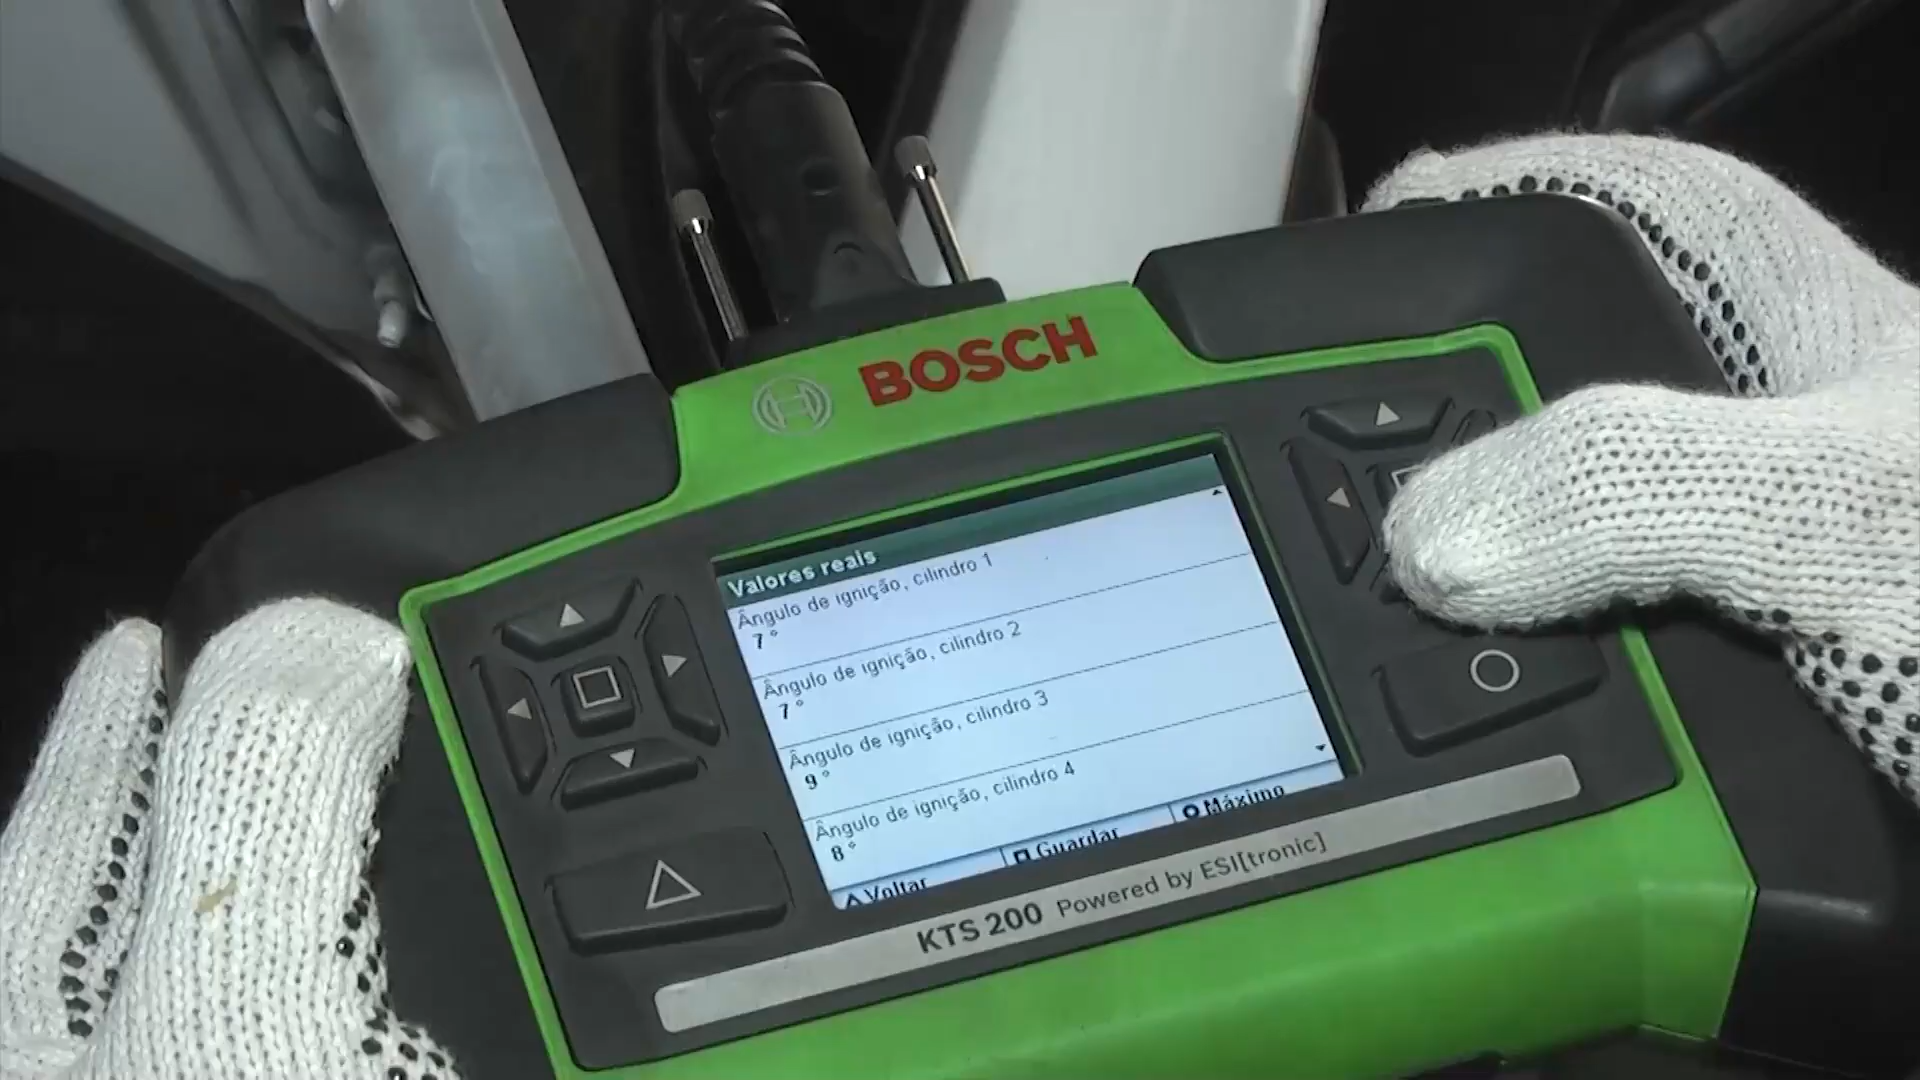 BOSCH
Valores reais
Ângulo de ignição, cilindro 1
7 °
Ângulo de ignição, cilindro 2
7 °
Ângulo de ignição, cilindro 3
9 °
Ângulo de ignição, cilindro 4
8 °
Voltar
Guardar
Máximo
KTS 200 Powered by ESI[tronic]